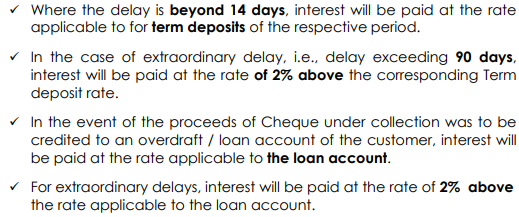 ✓ Where the delay is beyond 14 days, interest will be paid at the rate
applicable to for term deposits of the respective period.
✓ In the case of extraordinary delay, i.e., delay exceeding 90 days,
interest will be paid at the rate of 2% above the corresponding Term
deposit rate.
✓ In the event of the proceeds of Cheque under collection was to be
credited to an overdraft / loan account of the customer, interest will
be paid at the rate applicable to the loan account.
✓ For extraordinary delays, interest will be paid at the rate of 2% above
the rate applicable to the loan account.